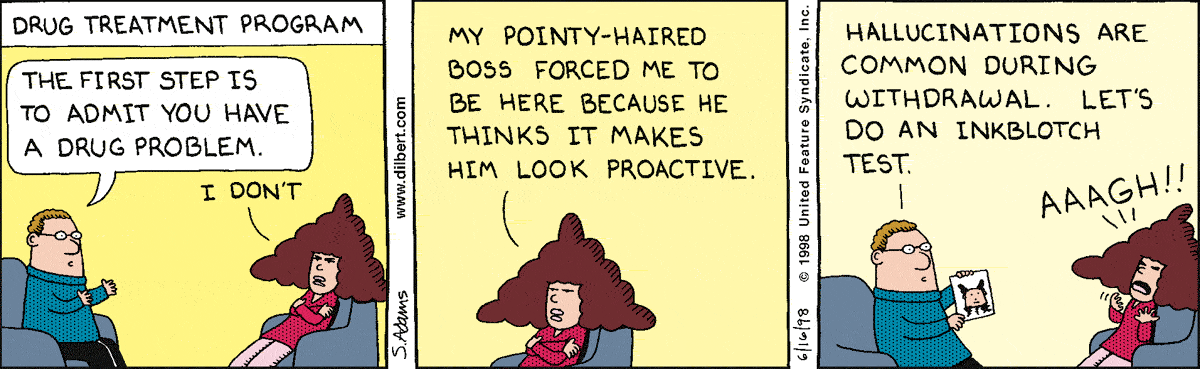 DRUG TREATMENT PROGRAM
THE FIRST STEP IS
TO ADMIT YOU HAVE
A DRUG PROBLEM.
I DON'T
S. Adams
www.dilbert.com
MY POINTY-HAIRED
BOSS FORCED ME TO
BE HERE BECAUSE HE
THINKS IT MAKES
HIM LOOK PROACTIVE.
6/16/98 © 1998 United Feature Syndicate, Inc.
HALLUCINATIONS ARE
COMMON DURING
WITHDRAWAL. LET'S
DO AN INKBLOTCH
TEST.
AAAGH!!